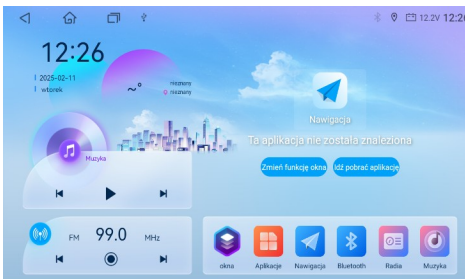 12.2V 12:26
12:26
2025-02-11
wtorek
~°
nieznany
nieznany
Muzyka
FM 99.0 MHz
Nawigacja
Ta aplikacja nie została znaleziona
Zmień funkcję okna
Idź pobrać aplikację
okna
Aplikacje
Nawigacja
Bluetooth
Radia
Muzyka